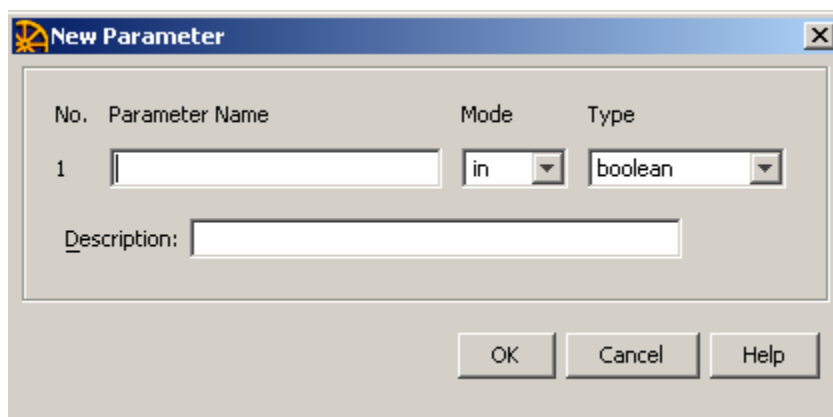 New Parameter
No. Parameter Name Mode Type
1 in boolean
Description:
OK Cancel Help